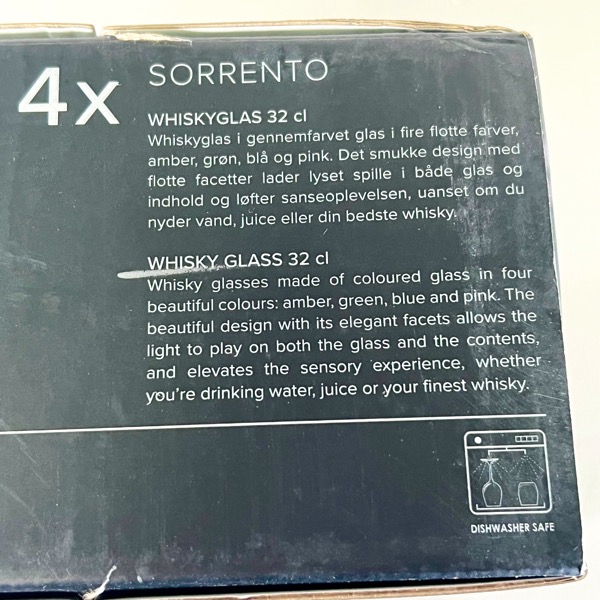 4x
SORRENTO
WHISKYGLAS 32 cl
Whiskyglas i gennemfarvet glas i fire flotte farver,
amber, grøn, blå og pink. Det smukke design med
flotte facetter lader lyset spille i både glas og
indhold og løfter sanseoplevelsen, uanset om du
nyder vand, juice eller din bedste whisky.
WHISKY GLASS 32 cl
Whisky glasses made of coloured glass in four
beautiful colours: amber, green, blue and pink. The
beautiful design with its elegant facets allows the
light to play on both the glass and the contents,
and elevates the sensory experience, whether
you're drinking water, juice or your finest whisky.
DISHWASHER SAFE